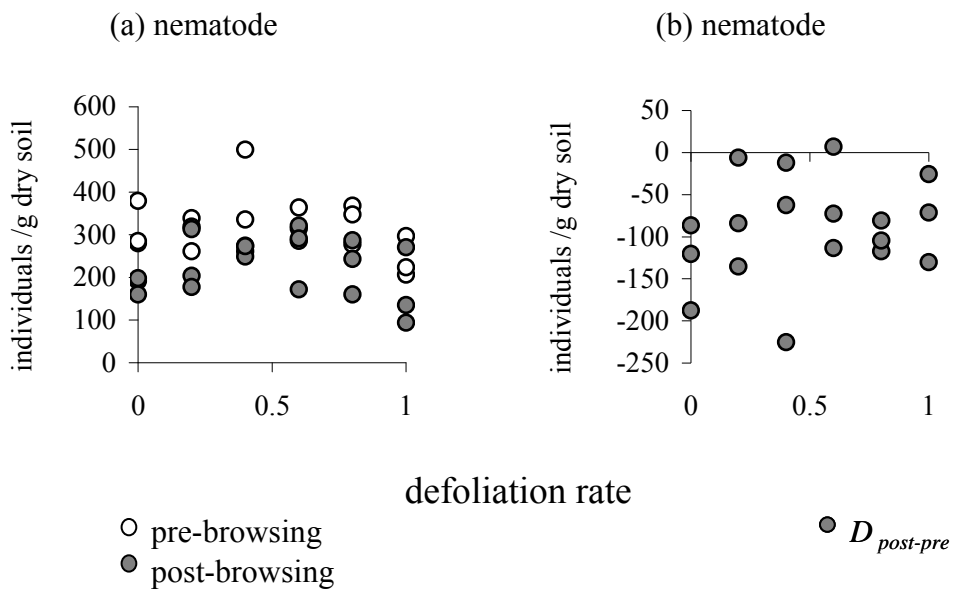 (a) nematode
individuals /g dry soil
600
500
400
300
200
100
0
0
0.5
1
(b) nematode
individuals /g dry soil
50
0
-50
-100
-150
-200
-250
0
0.5
1
defoliation rate
pre-browsing
post-browsing
D post-pre